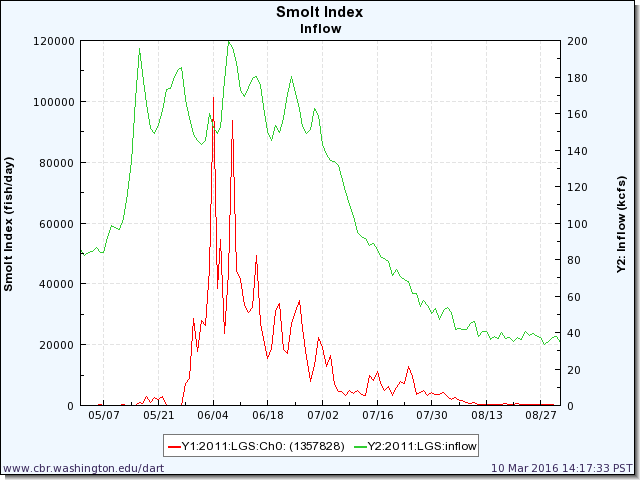 Smolt Index
Inflow
Smolt Index (fish/day)
120000
100000
80000
60000
40000
20000
0
200
180
160
140
120
100
80
60
40
20
0
Y2: Inflow (kcfs)
05/07 05/21 06/04 06/18 07/02 07/16 07/30 08/13 08/27
Y1:2011:LGS:Ch0: (1357828) Y2:2011:LGS:inflow
www.cbr.washington.edu/dart 10 Mar 2016 14:17:33 PST